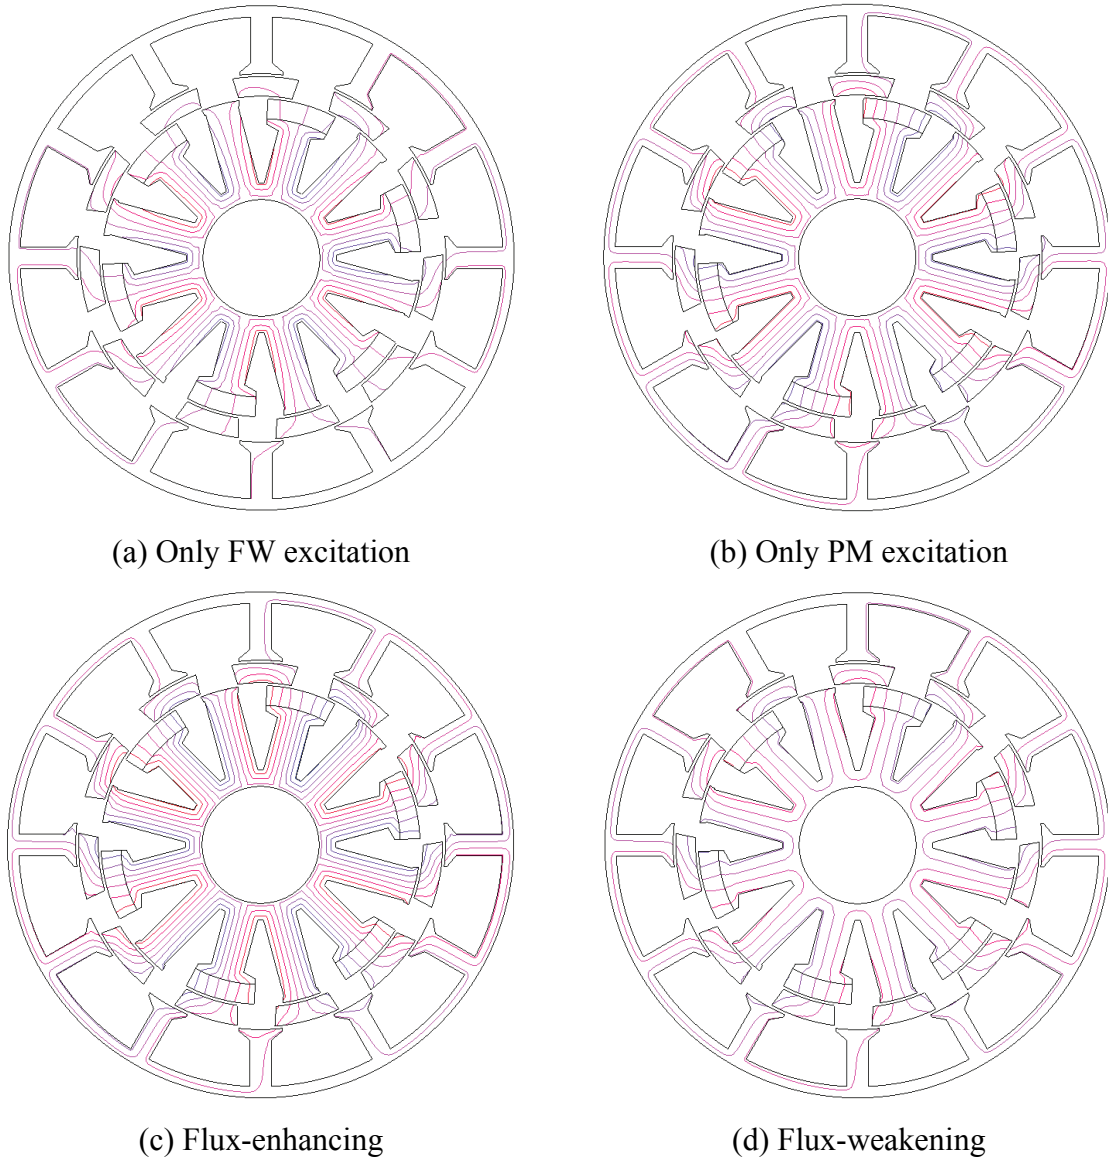 (a) Only FW excitation
(b) Only PM excitation
(c) Flux-enhancing
(d) Flux-weakening